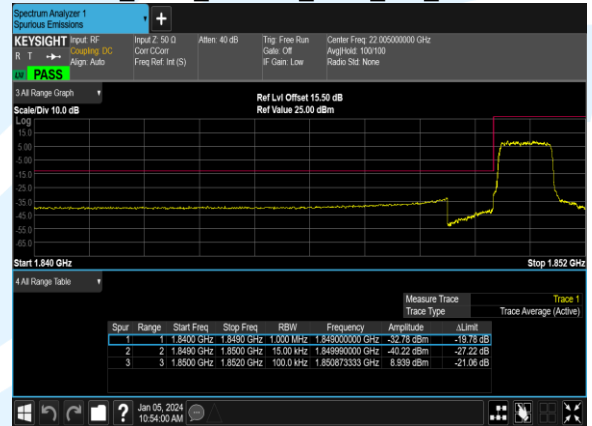 Spectrum Analyzer 1
Spurious Emissions
+
KEYSIGHT Input: RF Input Z: 50 Ω Atten: 40 dB Trig: Free Run Center Freq: 22.005000000 GHz
R T Coupling: DC Corr CCorr Gate: Off Avg|Hold: 100/100
Align: Auto Freq Ref: Int (S) IF Gain: Low Radio Std: None
PASS
3 All Range Graph
Ref Lvl Offset 15.50 dB
Scale/Div 10.0 dB Ref Value 25.00 dBm
Log
15.0
5.00
-5.00
-15.0
-25.0
-35.0
-45.0
-55.0
-65.0
Start 1.840 GHz Stop 1.852 GHz
4 All Range Table
Measure Trace Trace 1
Trace Type Trace Average (Active)
Spur Range Start Freq Stop Freq RBW Frequency Amplitude ΔLimit
1 1 1.8400 GHz 1.8490 GHz 1.000 MHz 1.849000000 GHz -32.78 dBm -19.78 dB
2 2 1.8490 GHz 1.8500 GHz 15.00 kHz 1.849990000 GHz -40.22 dBm -27.22 dB
3 3 1.8500 GHz 1.8520 GHz 100.0 kHz 1.850873333 GHz 8.939 dBm -21.06 dB
? Jan 05, 2024
10:54:00 AM